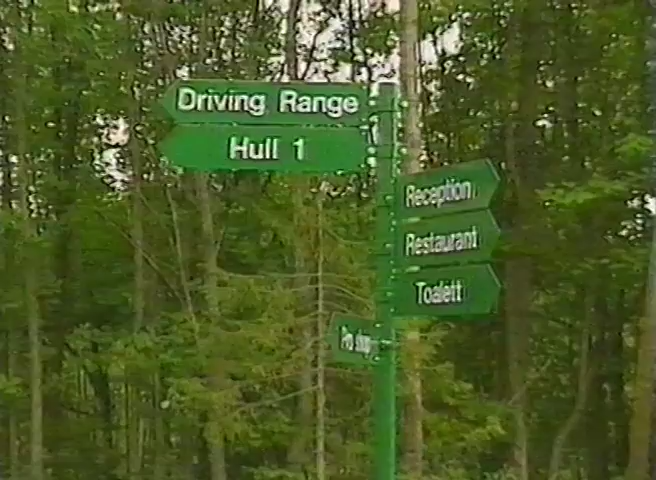 Driving Range
Hull 1
Reception
Restaurant
Toalett
Pro shop